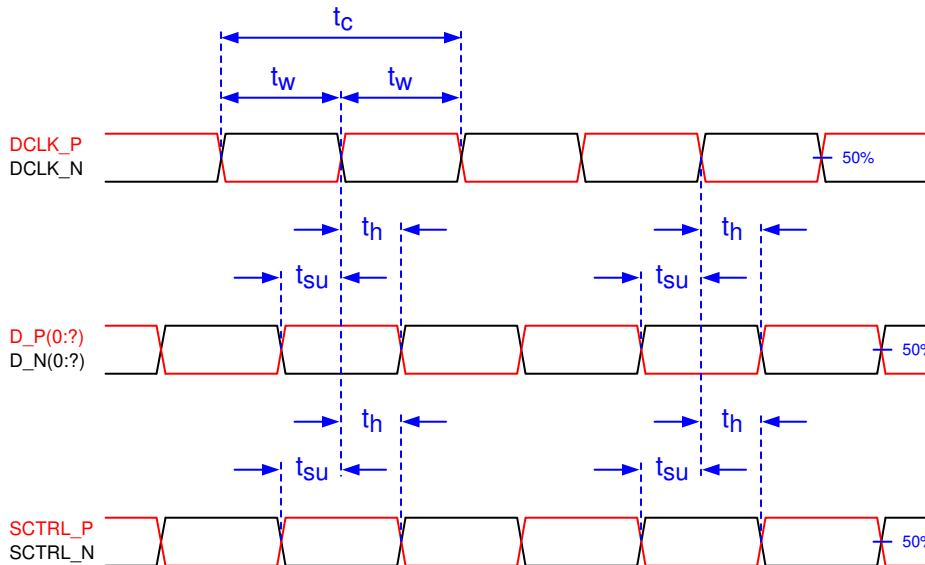 tc
tw tw
DCLK_P
DCLK_N
50%
th th
tsu tsu
D_P(0:?)
D_N(0:?)
50%
th th
tsu tsu
SCTRL_P
SCTRL_N
50%